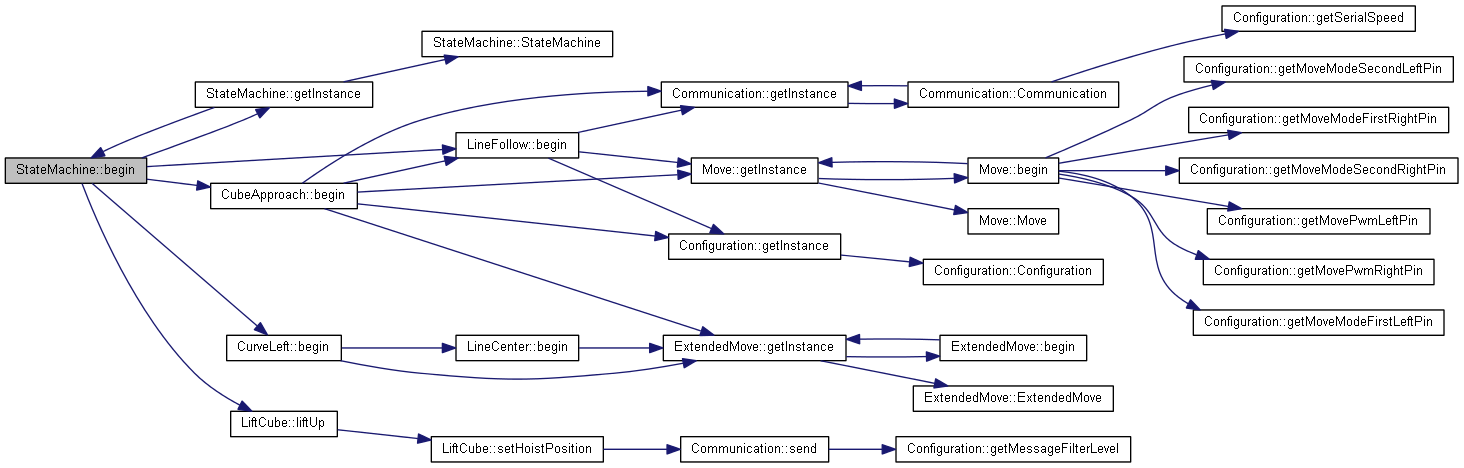 Configuration::getSerialSpeed
StateMachine::StateMachine
Configuration::getMoveModeSecondLeftPin
StateMachine::getInstance
Communication::getInstance
Communication::Communication
Configuration::getMoveModeFirstRightPin
LineFollow::begin
StateMachine::begin
Move::getInstance
Move::begin
Configuration::getMoveModeSecondRightPin
CubeApproach::begin
Move::Move
Configuration::getMovePwmLeftPin
Configuration::getInstance
Configuration::Configuration
Configuration::getMovePwmRightPin
Configuration::getMoveModeFirstLeftPin
CurveLeft::begin
LineCenter::begin
ExtendedMove::getInstance
ExtendedMove::begin
ExtendedMove::ExtendedMove
LiftCube::liftUp
LiftCube::setHoistPosition
Communication::send
Configuration::getMessageFilterLevel